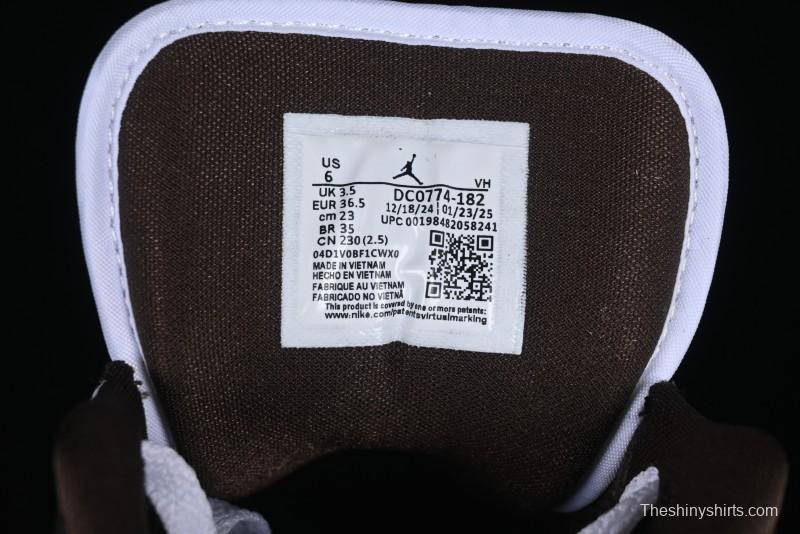 US
6
VH
UK 3.5
DC0774-182
EUR 36.5
12/18/24 | 01/23/25
cm 23
UPC 00198482058241
BR 35
CN 230 (2.5)
04D1V0BF1CWX0
MADE IN VIETNAM
HECHO EN VIETNAM
FABRIQUE AU VIETNAM
FABRICADO NO VIETNÃ
This product is covered by one or more patents:
www.nike.com/patentsvirtualmarking
TheshinyshirTs.com